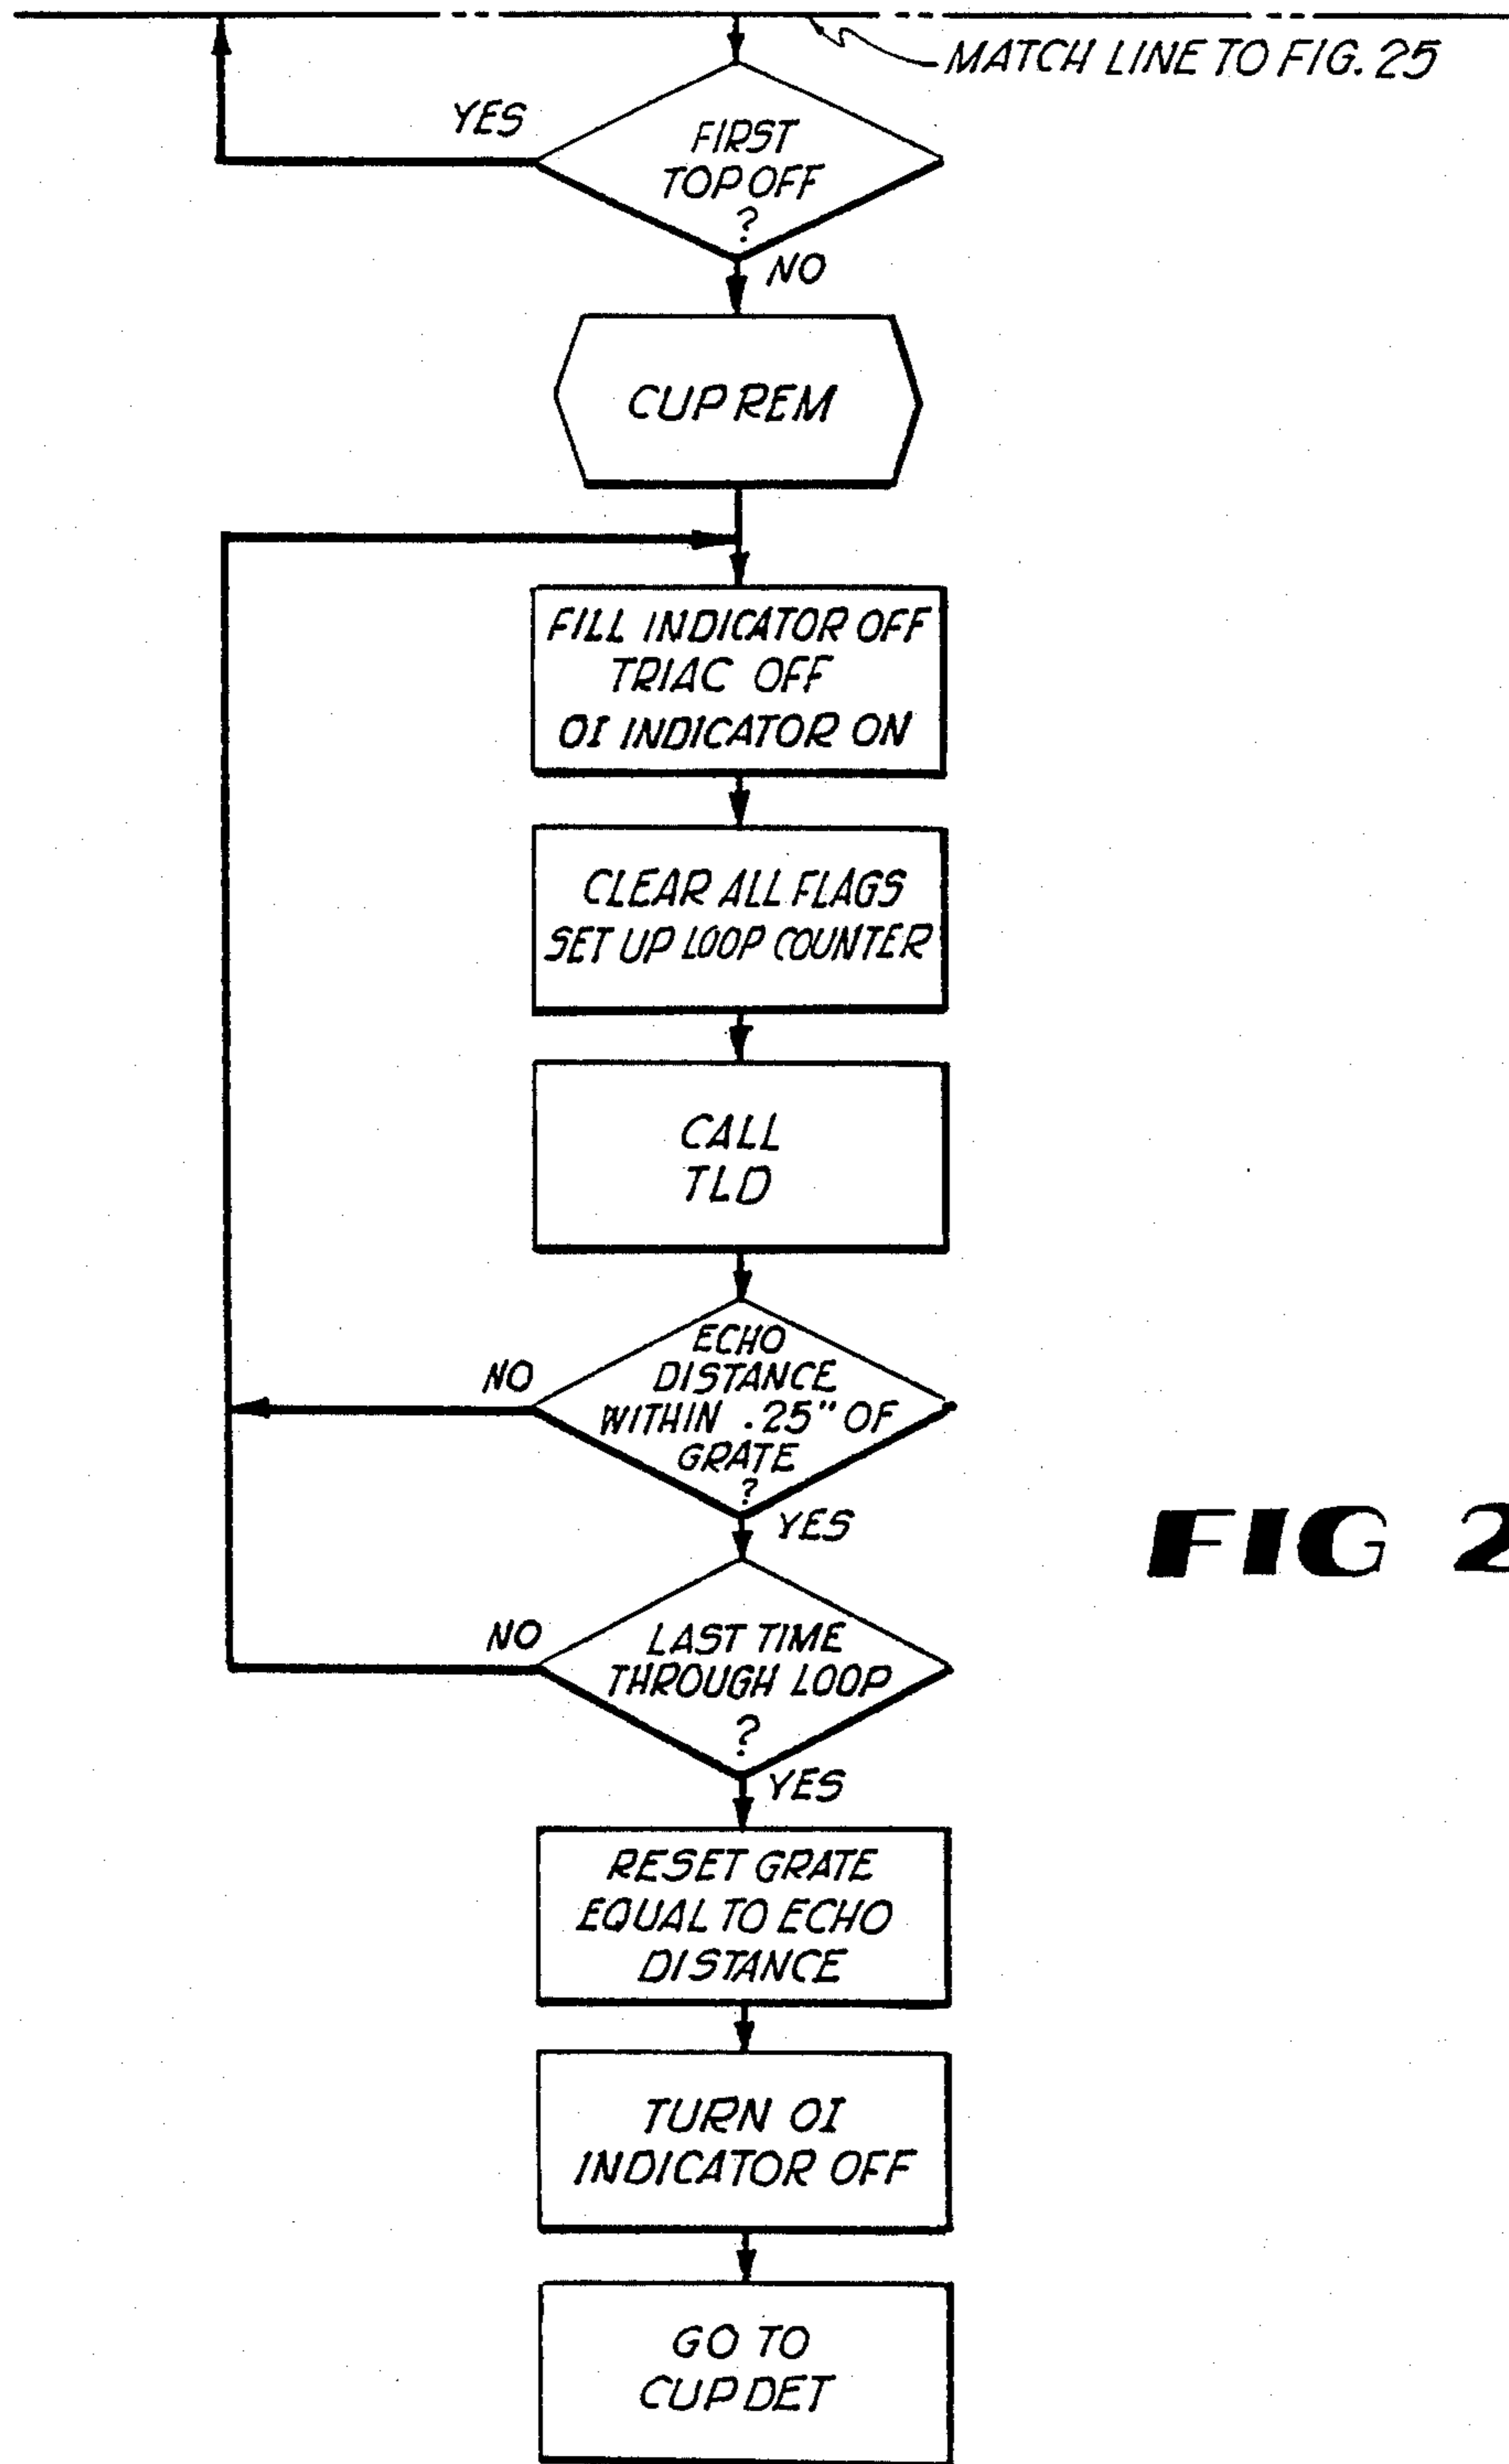 MATCH LINE TO FIG. 25
YES
FIRST
TOP OFF
?
NO
CUP REM
FILL INDICATOR OFF
TRIAC OFF
OI INDICATOR ON
CLEAR ALL FLAGS
SET UP LOOP COUNTER
CALL
TLD
ECHO
DISTANCE
WITHIN .25" OF
GRATE
?
NO
YES
LAST TIME
THROUGH LOOP
?
NO
YES
RESET GRATE
EQUAL TO ECHO
DISTANCE
TURN OI
INDICATOR OFF
GO TO
CUP DET
FIG 2